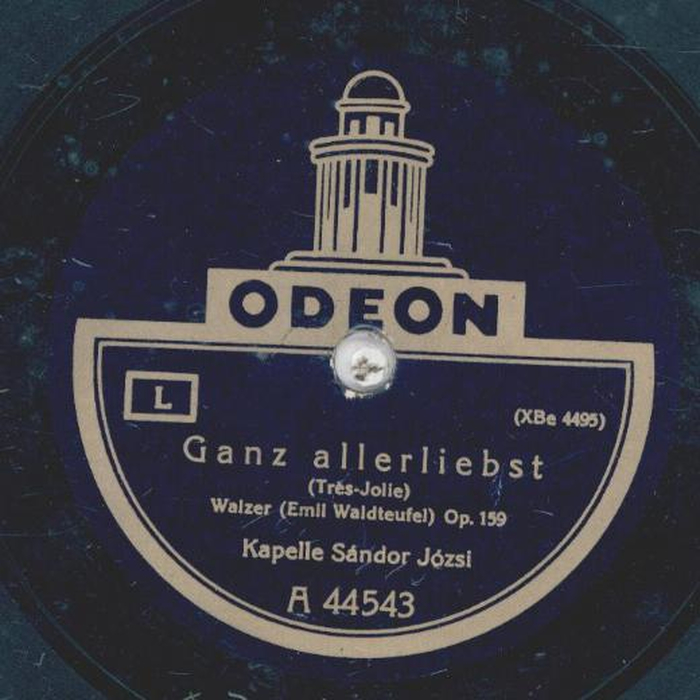 ODEON
L
(XBe 4495)
Ganz allerliebst
(Très-Jolie)
Walzer (Emil Waldteufel) Op. 159
Kapelle Sándor Józsi
A 44543